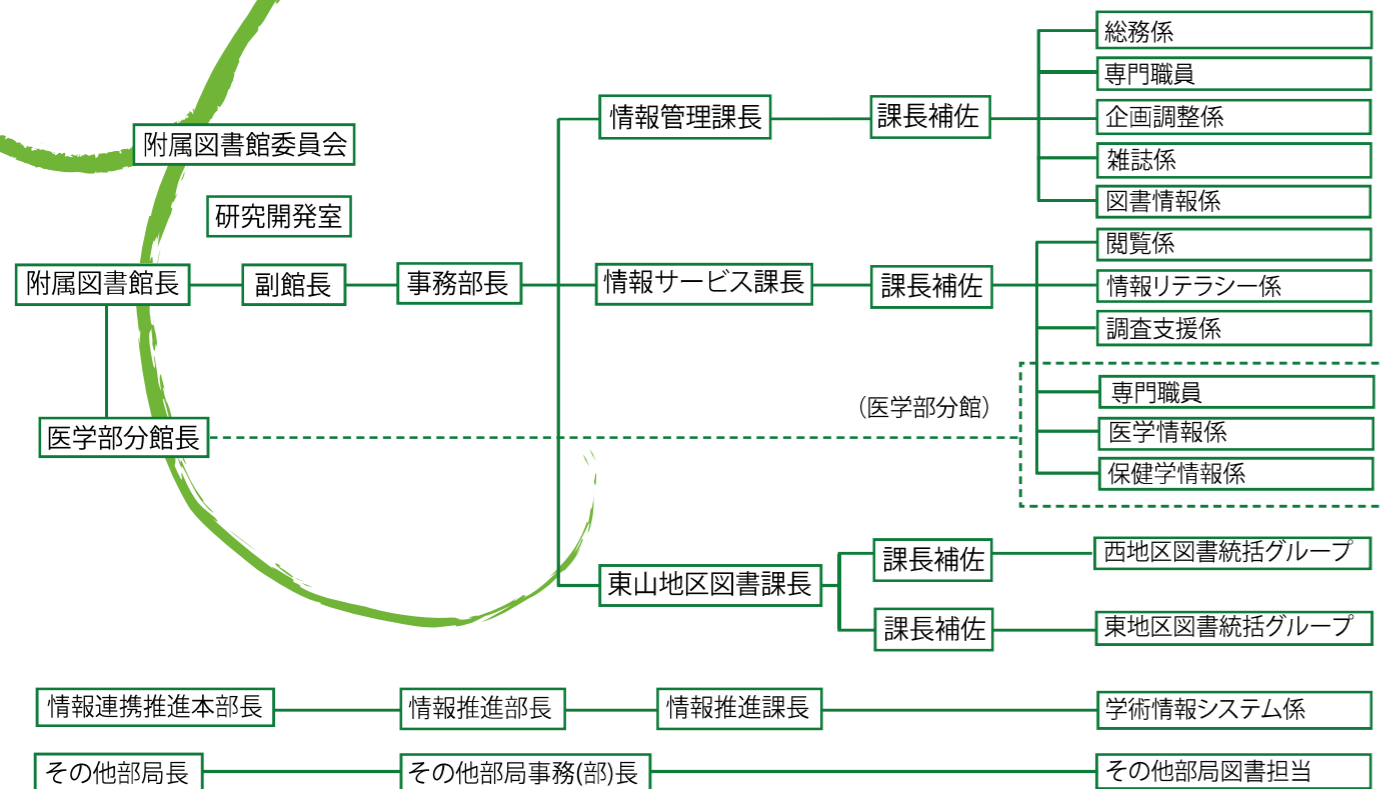 総務係
専門職員
情報管理課長
課長補佐
企画調整係
附属図書館委員会
雑誌係
図書情報係
研究開発室
閲覧係
附属図書館長
副館長
事務部長
情報サービス課長
課長補佐
情報リテラシー係
調査支援係
専門職員
（医学部分館）
医学部分館長
医学情報係
保健学情報係
課長補佐
西地区図書統括グループ
東山地区図書課長
課長補佐
東地区図書統括グループ
情報連携推進本部長
情報推進部長
情報推進課長
学術情報システム係
その他部局長
その他部局事務(部)長
その他部局図書担当